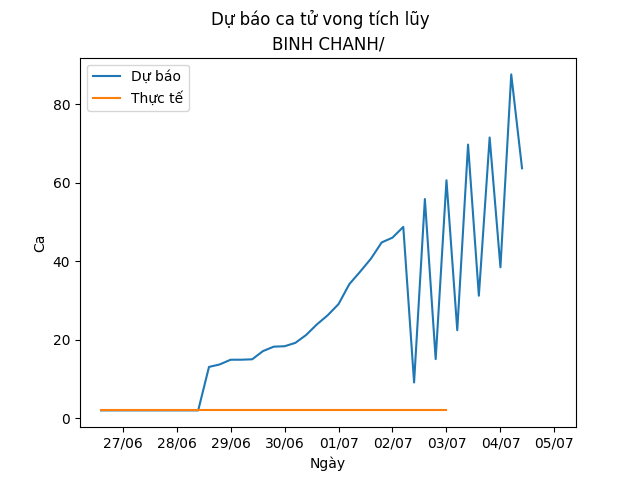 Dự báo ca tử vong tích lũy
BINH CHANH/
Dự báo
Thực tế
Ca
80
60
40
20
0
27/06 28/06 29/06 30/06 01/07 02/07 03/07 04/07 05/07
Ngày